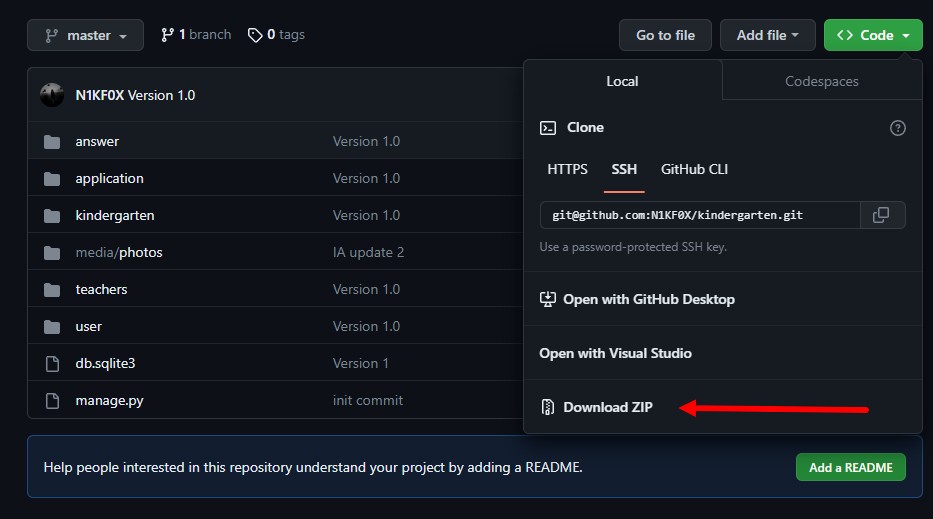 master
1 branch
0 tags
Go to file
Add file
Code
N1KF0X Version 1.0
answer Version 1.0
application Version 1.0
kindergarten Version 1.0
media/photos IA update 2
teachers Version 1.0
user Version 1.0
db.sqlite3 Version 1
manage.py init commit
Local
Codespaces
Clone
HTTPS
SSH
GitHub CLI
git@github.com:N1KF0X/kindergarten.git
Use a password-protected SSH key.
Open with GitHub Desktop
Open with Visual Studio
Download ZIP
Help people interested in this repository understand your project by adding a README.
Add a README